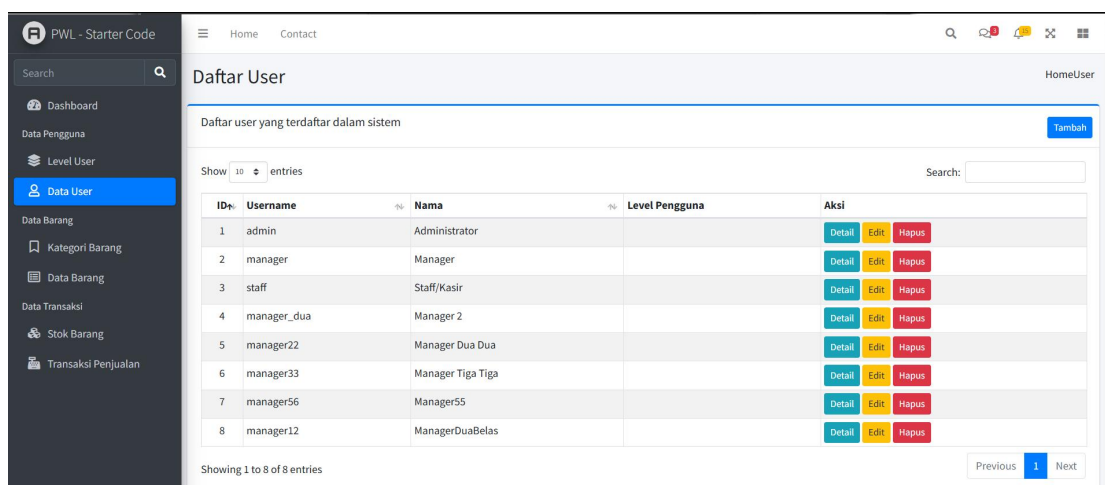 PWL - Starter Code
Home Contact
3
15
Search
Daftar User
HomeUser
Dashboard
Data Pengguna
Level User
Data User
Data Barang
Kategori Barang
Data Barang
Data Transaksi
Stok Barang
Transaksi Penjualan
Daftar user yang terdaftar dalam sistem
Tambah
Show 10 entries
Search:
ID Username Nama Level Pengguna Aksi
1 admin Administrator Detail Edit Hapus
2 manager Manager Detail Edit Hapus
3 staff Staff/Kasir Detail Edit Hapus
4 manager_dua Manager 2 Detail Edit Hapus
5 manager22 Manager Dua Dua Detail Edit Hapus
6 manager33 Manager Tiga Tiga Detail Edit Hapus
7 manager56 Manager55 Detail Edit Hapus
8 manager12 ManagerDuaBelas Detail Edit Hapus
Showing 1 to 8 of 8 entries
Previous 1 Next